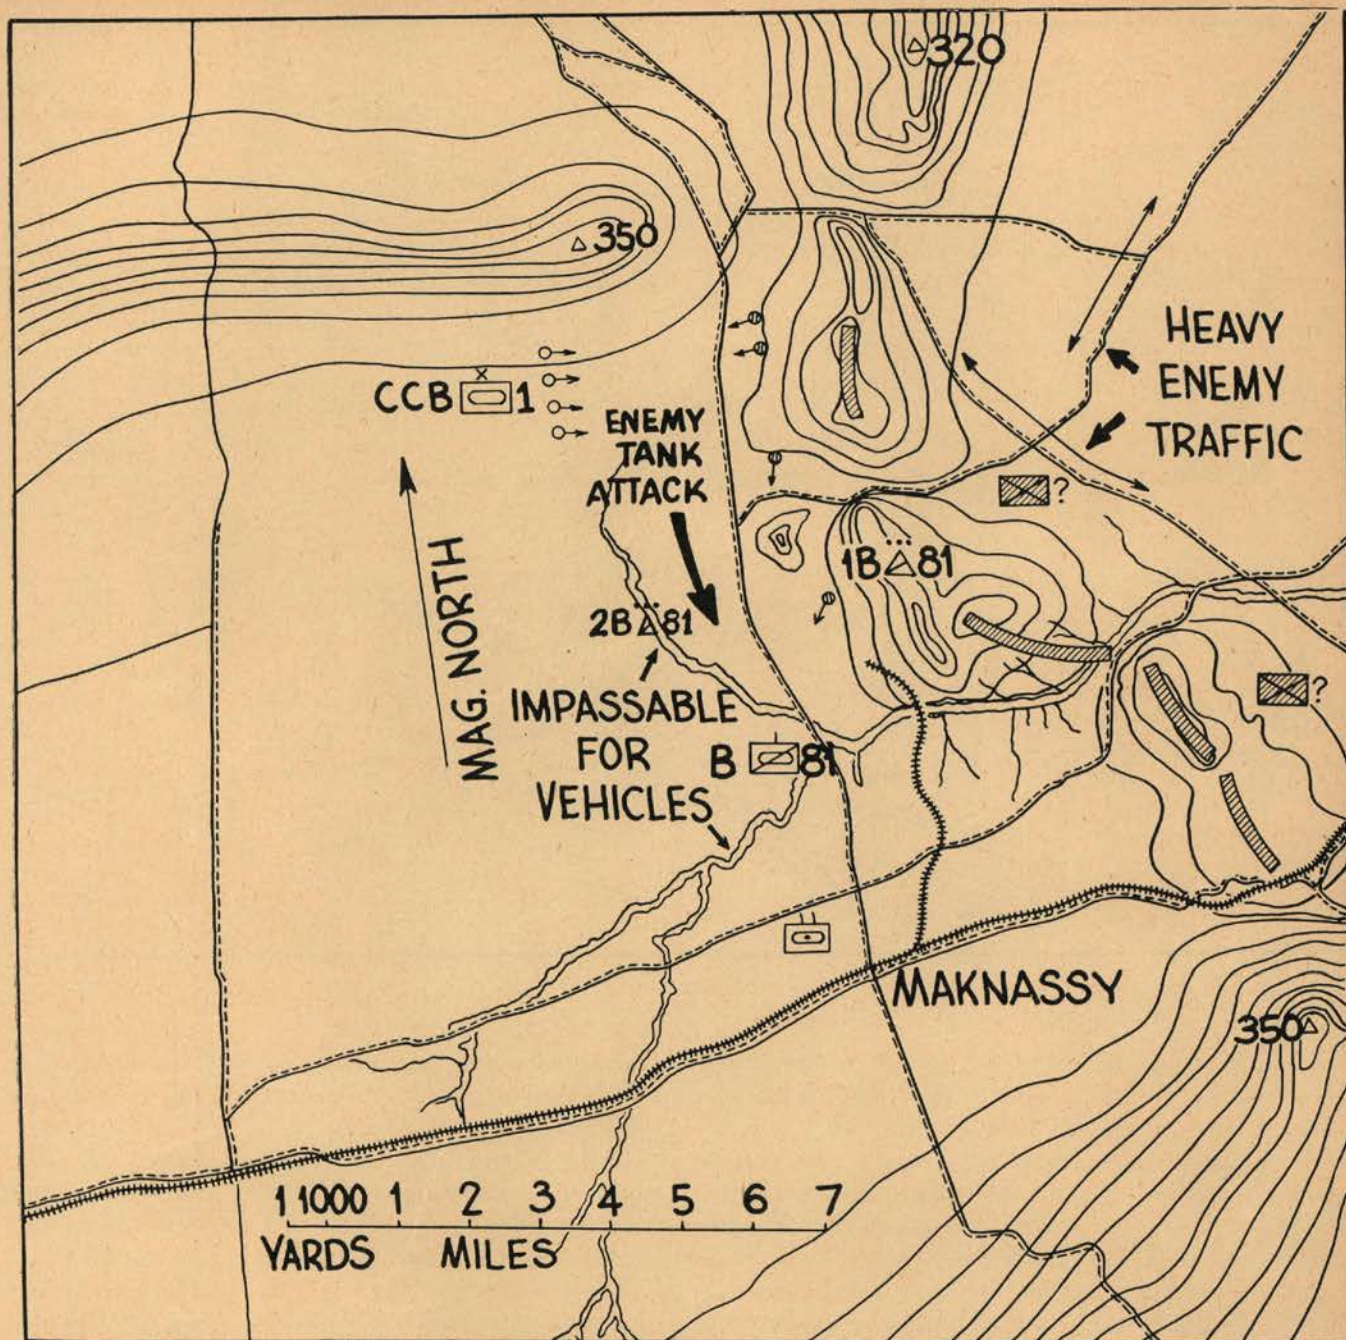 320
350
HEAVY
ENEMY
TRAFFIC
CCB 1
ENEMY
TANK
ATTACK
MAG. NORTH
?
1B 81
2B 81
IMPASSABLE
FOR
VEHICLES
?
B 81
MAKNASSY
350
1 1000 1 2 3 4 5 6 7
YARDS MILES